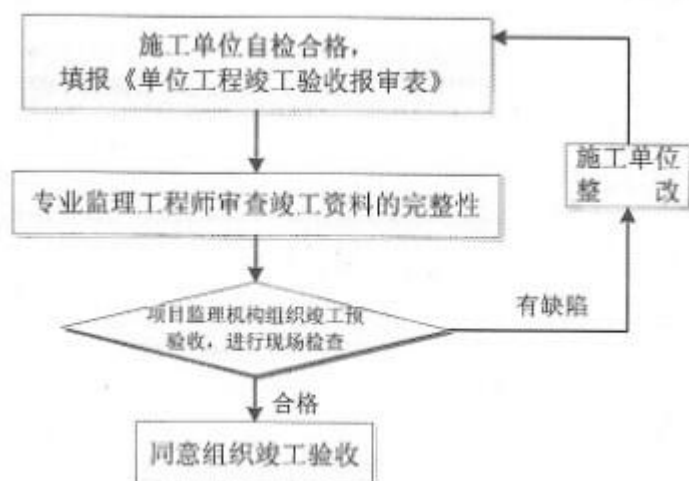 施工单位自检合格，
填报《单位工程竣工验收报审表》
施工单位
整 改
专业监理工程师审查竣工资料的完整性
有缺陷
项目监理机构组织竣工预
验收，进行现场检查
合格
同意组织竣工验收